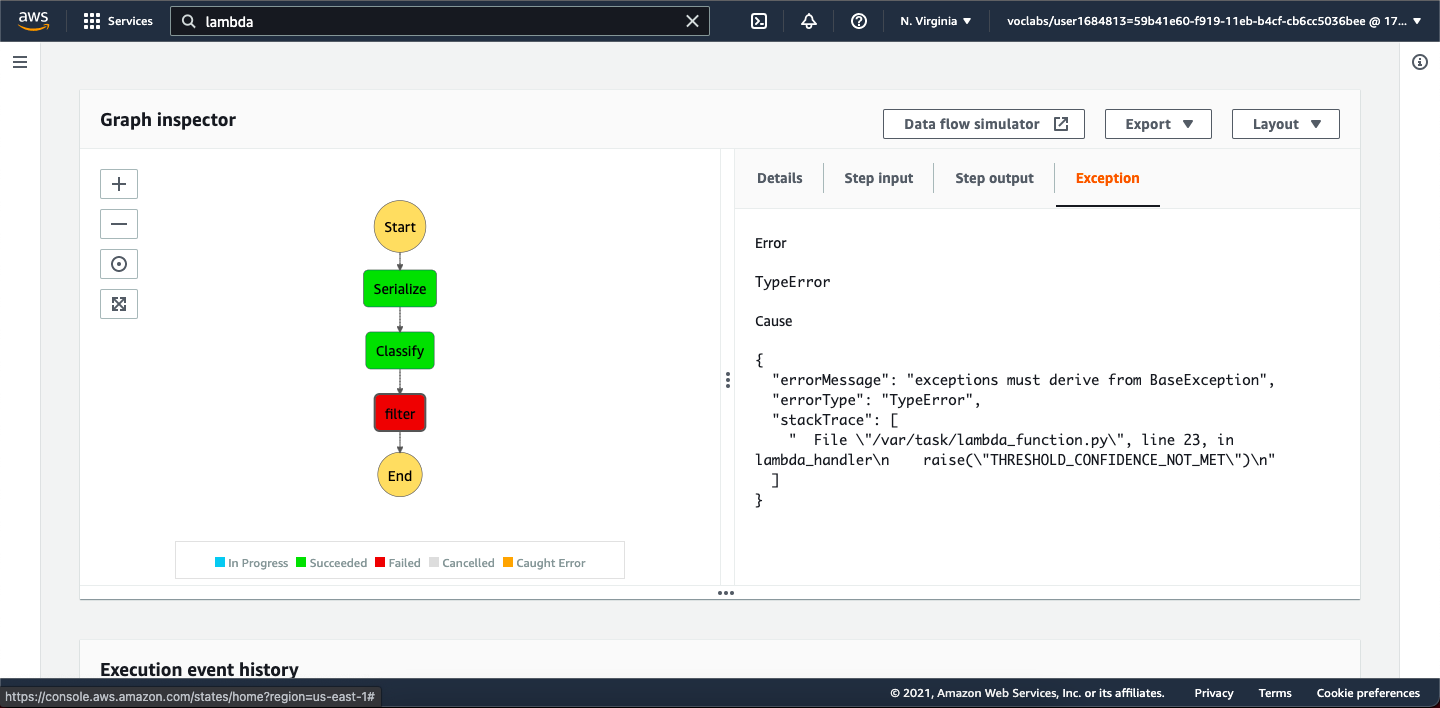 aws
Services
lambda
N. Virginia
voclabs/user1684813=59b41e60-f919-11eb-b4cf-cb6cc5036bee @ 17...
Graph inspector
Data flow simulator
Export
Layout
Details
Step input
Step output
Exception
Start
Serialize
Classify
filter
End
In Progress
Succeeded
Failed
Cancelled
Caught Error
Error
TypeError
Cause
{
"errorMessage": "exceptions must derive from BaseException",
"errorType": "TypeError",
"stackTrace": [
"  File \"/var/task/lambda_function.py\", line 23, in
lambda_handler\n    raise(\"THRESHOLD_CONFIDENCE_NOT_MET\")\n"
]
}
Execution event history
https://console.aws.amazon.com/states/home?region=us-east-1#
© 2021, Amazon Web Services, Inc. or its affiliates.
Privacy
Terms
Cookie preferences